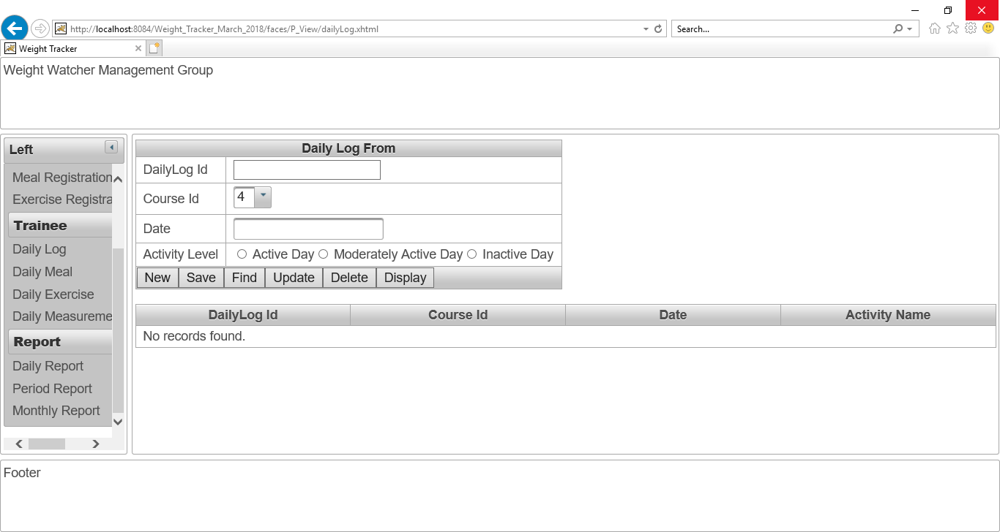 http://localhost:8084/Weight_Tracker_March_2018/faces/P_View/dailyLog.xhtml
Search...
Weight Tracker
Weight Watcher Management Group
Left
Meal Registration
Exercise Registra
Trainee
Daily Log
Daily Meal
Daily Exercise
Daily Measureme
Report
Daily Report
Period Report
Monthly Report
Daily Log From
DailyLog Id
Course Id 4
Date
Activity Level Active Day Moderately Active Day Inactive Day
New Save Find Update Delete Display
DailyLog Id Course Id Date Activity Name
No records found.
Footer